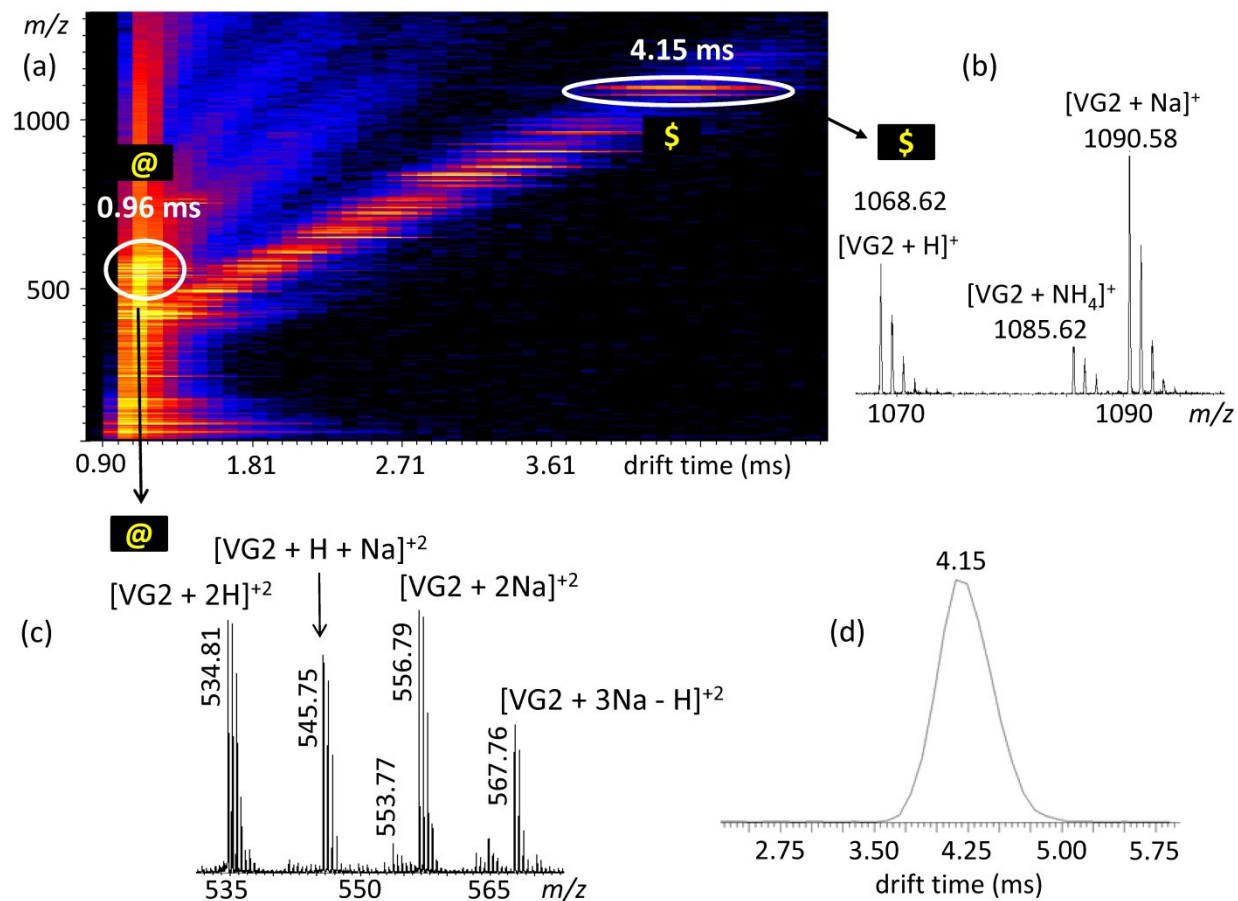 m/z
(a)
1000
500
@
0.96 ms
4.15 ms
$
0.90 1.81 2.71 3.61 drift time (ms)
(b)
$
[VG2 + Na]⁺
1090.58
1068.62
[VG2 + H]⁺
[VG2 + NH₄]⁺
1085.62
1070 1090 m/z
@
(c)
[VG2 + H + Na]⁺²
[VG2 + 2H]⁺²
[VG2 + 2Na]⁺²
[VG2 + 3Na - H]⁺²
534.81
545.75
553.77
556.79
567.76
535 550 565 m/z
(d)
4.15
2.75 3.50 4.25 5.00 5.75
drift time (ms)